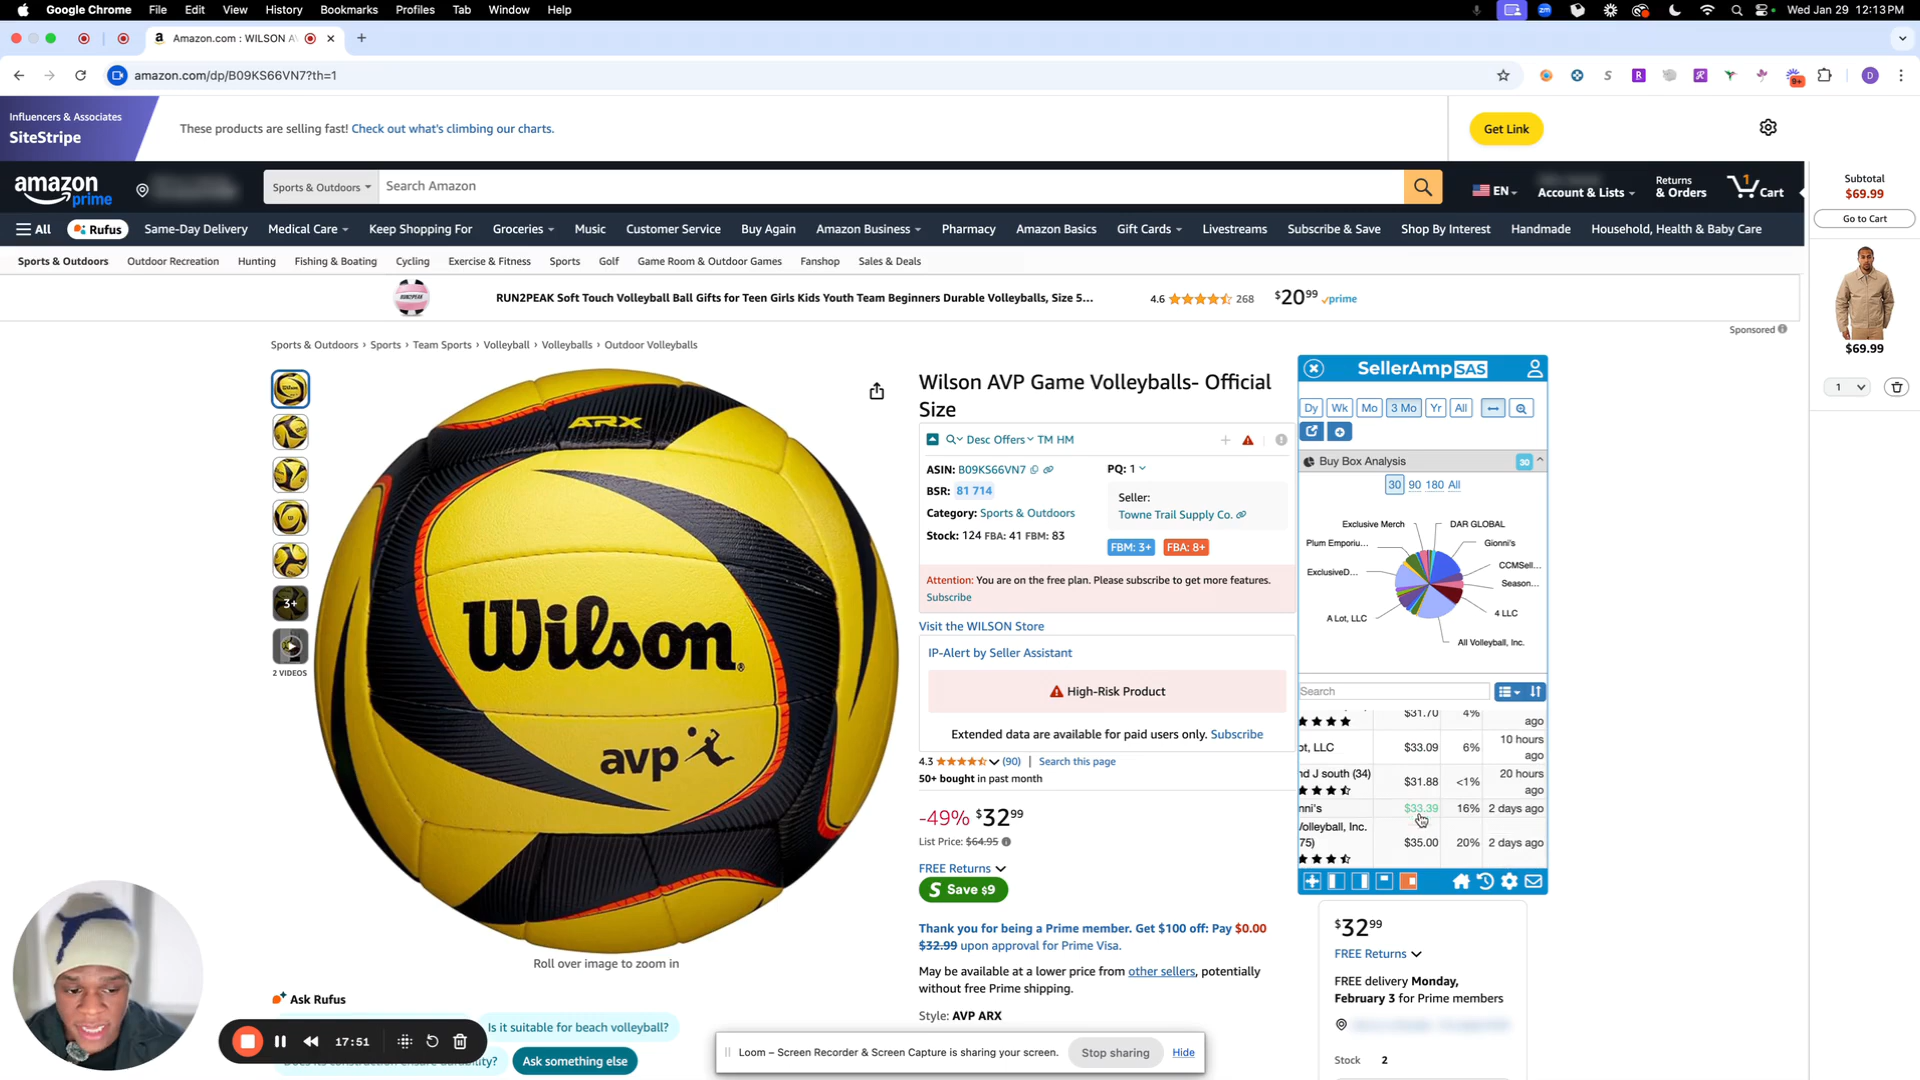 Google Chrome File Edit View History Bookmarks Profiles Tab Window Help
Wed Jan 29 12:13 PM
Amazon.com : WILSON AV
amazon.com/dp/B09KS66VN7?th=1
9+
D
Influencers & Associates
SiteStripe
These products are selling fast! Check out what's climbing our charts.
Get Link
amazon
prime
Sports & Outdoors
Search Amazon
EN
Account & Lists
Returns
& Orders
1
Cart
Subtotal
$69.99
Go to Cart
All
Rufus
Same-Day Delivery
Medical Care
Keep Shopping For
Groceries
Music
Customer Service
Buy Again
Amazon Business
Pharmacy
Amazon Basics
Gift Cards
Livestreams
Subscribe & Save
Shop By Interest
Handmade
Household, Health & Baby Care
Sports & Outdoors
Outdoor Recreation
Hunting
Fishing & Boating
Cycling
Exercise & Fitness
Sports
Golf
Game Room & Outdoor Games
Fanshop
Sales & Deals
RUN2PEAK
RUN2PEAK Soft Touch Volleyball Ball Gifts for Teen Girls Kids Youth Team Beginners Durable Volleyballs, Size 5...
4.6
268
$20.99
prime
Sponsored
$69.99
1
Sports & Outdoors › Sports › Team Sports › Volleyball › Volleyballs › Outdoor Volleyballs
3+
2 VIDEOS
ARX
Wilson
avp
Roll over image to zoom in
Ask Rufus
Is it suitable for beach volleyball?
Ask something else
17:51
Wilson AVP Game Volleyballs- Official
Size
Desc Offers TM HM
ASIN: B09KS66VN7
PQ: 1
BSR: 81 714
Seller:
Towne Trail Supply Co.
Category: Sports & Outdoors
Stock: 124 FBA: 41 FBM: 83
FBM: 3+
FBA: 8+
Attention: You are on the free plan. Please subscribe to get more features.
Subscribe
Visit the WILSON Store
IP-Alert by Seller Assistant
High-Risk Product
Extended data are available for paid users only. Subscribe
4.3
(90) | Search this page
50+ bought in past month
-49% $32.99
List Price: $64.95
FREE Returns
S Save $9
Thank you for being a Prime member. Get $100 off: Pay $0.00
$32.99 upon approval for Prime Visa.
May be available at a lower price from other sellers, potentially
without free Prime shipping.
Style: AVP ARX
Loom – Screen Recorder & Screen Capture is sharing your screen.
Stop sharing
Hide
SellerAmp SAS
Dy Wk Mo 3 Mo Yr All
Buy Box Analysis
30
30 90 180 All
Exclusive Merch
DAR GLOBAL
Plum Emporiu...
Gionni's
ExclusiveD...
CCMSell...
Season...
A Lot, LLC
4 LLC
All Volleyball, Inc.
Search
$31.70 4% ago
ot, LLC $33.09 6% 10 hours
ago
nd J south (34) $31.88 <1% 20 hours
ago
nni's $33.39 16% 2 days ago
Volleyball, Inc.
75) $35.00 20% 2 days ago
$32.99
FREE Returns
FREE delivery Monday,
February 3 for Prime members
Stock 2